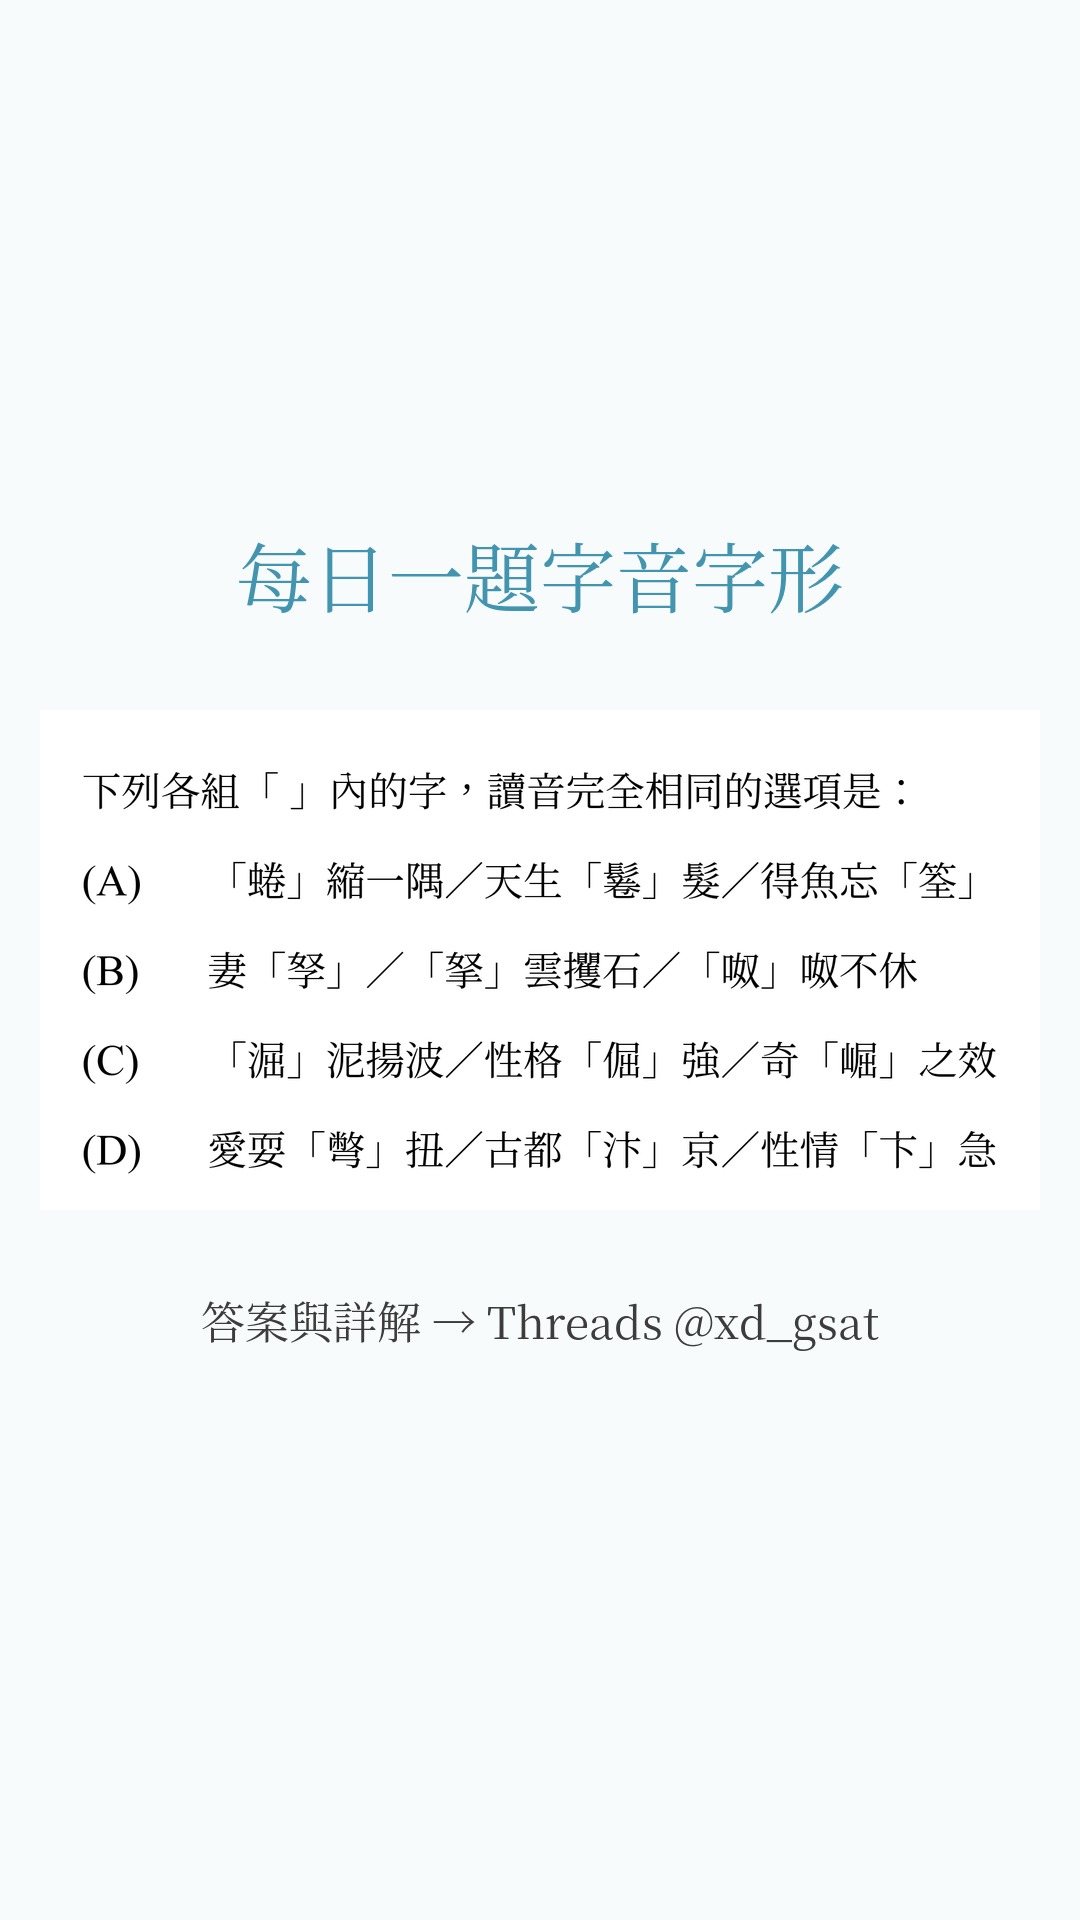 每日一題字音字形
下列各組「 」內的字，讀音完全相同的選項是：
(A) 「蜷」縮一隅／天生「鬈」髮／得魚忘「筌」
(B) 妻「孥」／「拏」雲攫石／「呶」呶不休
(C) 「淈」泥揚波／性格「倔」強／奇「崛」之效
(D) 愛耍「彆」扭／古都「汴」京／性情「卞」急
答案與詳解 → Threads @xd_gsat